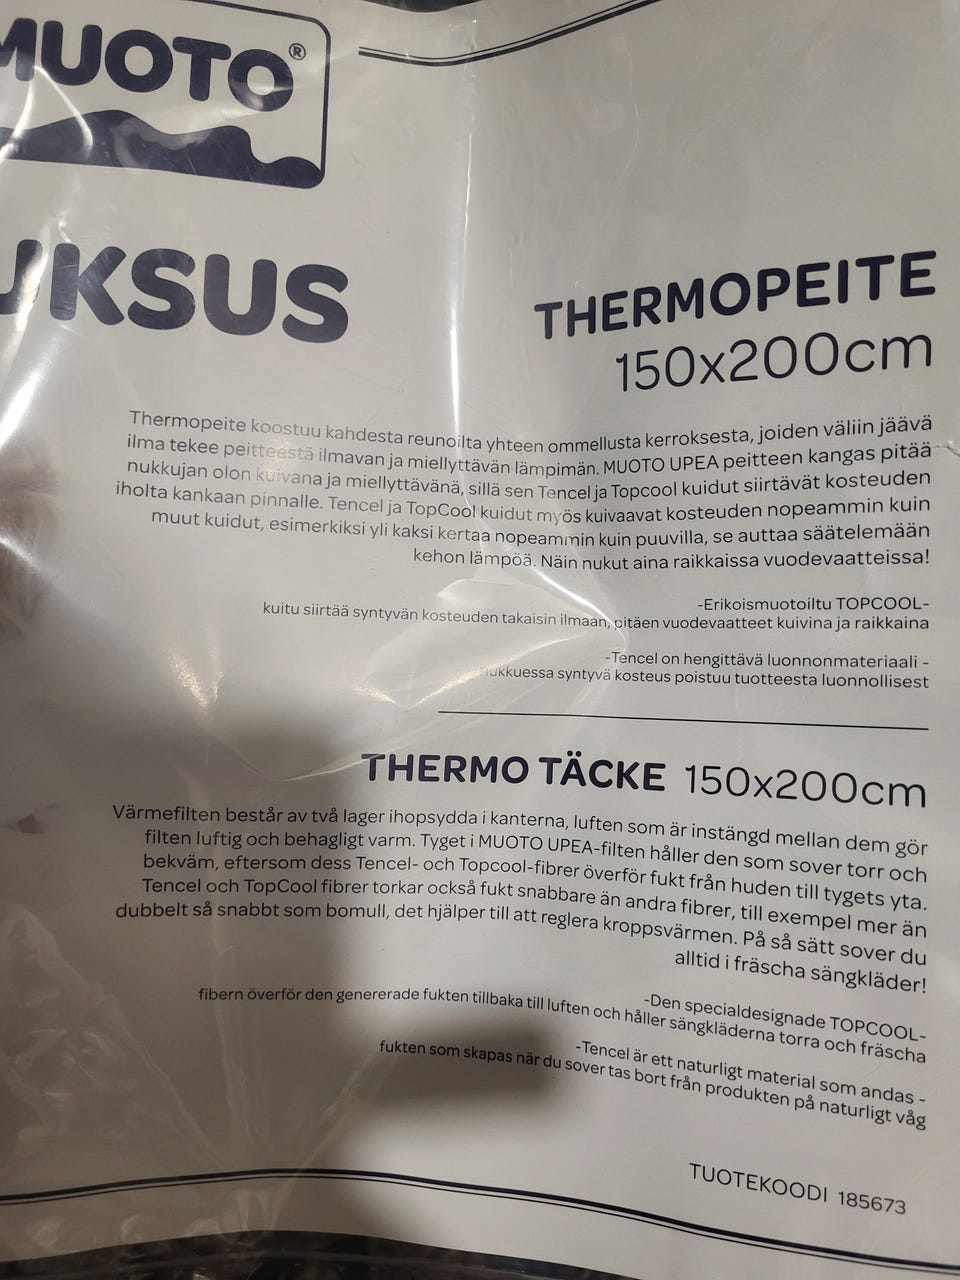 MUOTO®
UKSUS
THERMOPEITE
150x200cm
Thermopeite koostuu kahdesta reunoilta yhteen ommellusta kerroksesta, joiden väliin jäävä
ilma tekee peitteestä ilmavan ja miellyttävän lämpimän. MUOTO UPEA peitteen kangas pitää
nukkujan olon kuivana ja miellyttävänä, sillä sen Tencel ja Topcool kuidut siirtävät kosteuden
iholta kankaan pinnalle. Tencel ja TopCool kuidut myös kuivaavat kosteuden nopeammin kuin
muut kuidut, esimerkiksi yli kaksi kertaa nopeammin kuin puuvilla, se auttaa säätelemään
kehon lämpöä. Näin nukut aina raikkaissa vuodevaatteissa!
-Erikoismuotoiltu TOPCOOL-
kuitu siirtää syntyvän kosteuden takaisin ilmaan, pitäen vuodevaatteet kuivina ja raikkaina
-Tencel on hengittävä luonnonmateriaali -
nukkuessa syntyvä kosteus poistuu tuotteesta luonnollisest
THERMO TÄCKE 150x200cm
Värmefilten består av två lager ihopsydda i kanterna, luften som är instängd mellan dem gör
filten luftig och behagligt varm. Tyget i MUOTO UPEA-filten håller den som sover torr och
bekväm, eftersom dess Tencel- och Topcool-fibrer överför fukt från huden till tygets yta.
Tencel och TopCool fibrer torkar också fukt snabbare än andra fibrer, till exempel mer än
dubbelt så snabbt som bomull, det hjälper till att reglera kroppsvärmen. På så sätt sover du
alltid i fräscha sängkläder!
-Den specialdesignade TOPCOOL-
fibern överför den genererade fukten tillbaka till luften och håller sängkläderna torra och fräscha
-Tencel är ett naturligt material som andas -
fukten som skapas när du sover tas bort från produkten på naturligt våg
TUOTEKOODI 185673